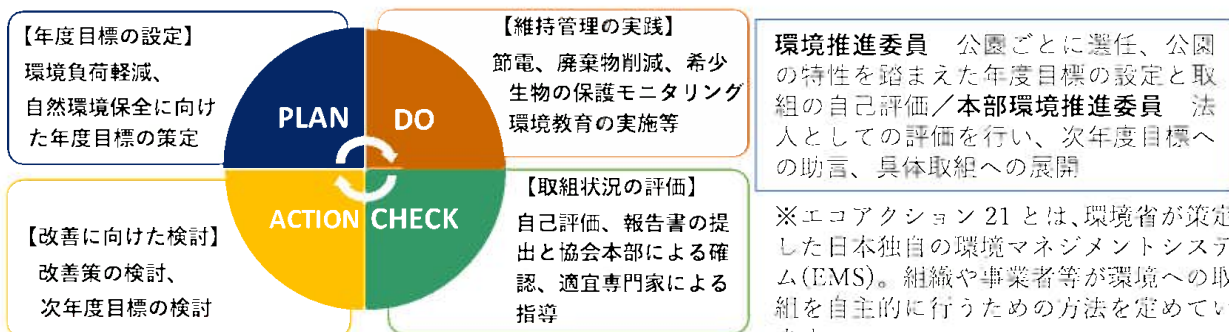 【年度目標の設定】
環境負荷軽減、
自然環境保全に向け
た年度目標の策定
PLAN
DO
【維持管理の実践】
節電、廃棄物削減、希少
生物の保護モニタリング
環境教育の実施等
【改善に向けた検討】
改善策の検討、
次年度目標の検討
ACTION
CHECK
【取組状況の評価】
自己評価、報告書の提
出と協会本部による確
認、適宜専門家による
指導
環境推進委員　公園ごとに選任、公園
の特性を踏まえた年度目標の設定と取
組の自己評価／本部環境推進委員　法
人としての評価を行い、次年度目標へ
の助言、具体取組への展開
※エコアクション 21 とは、環境省が策定
した日本独自の環境マネジメントシステ
ム(EMS)。組織や事業者等が環境への取
組を自主的に行うための方法を定めてい